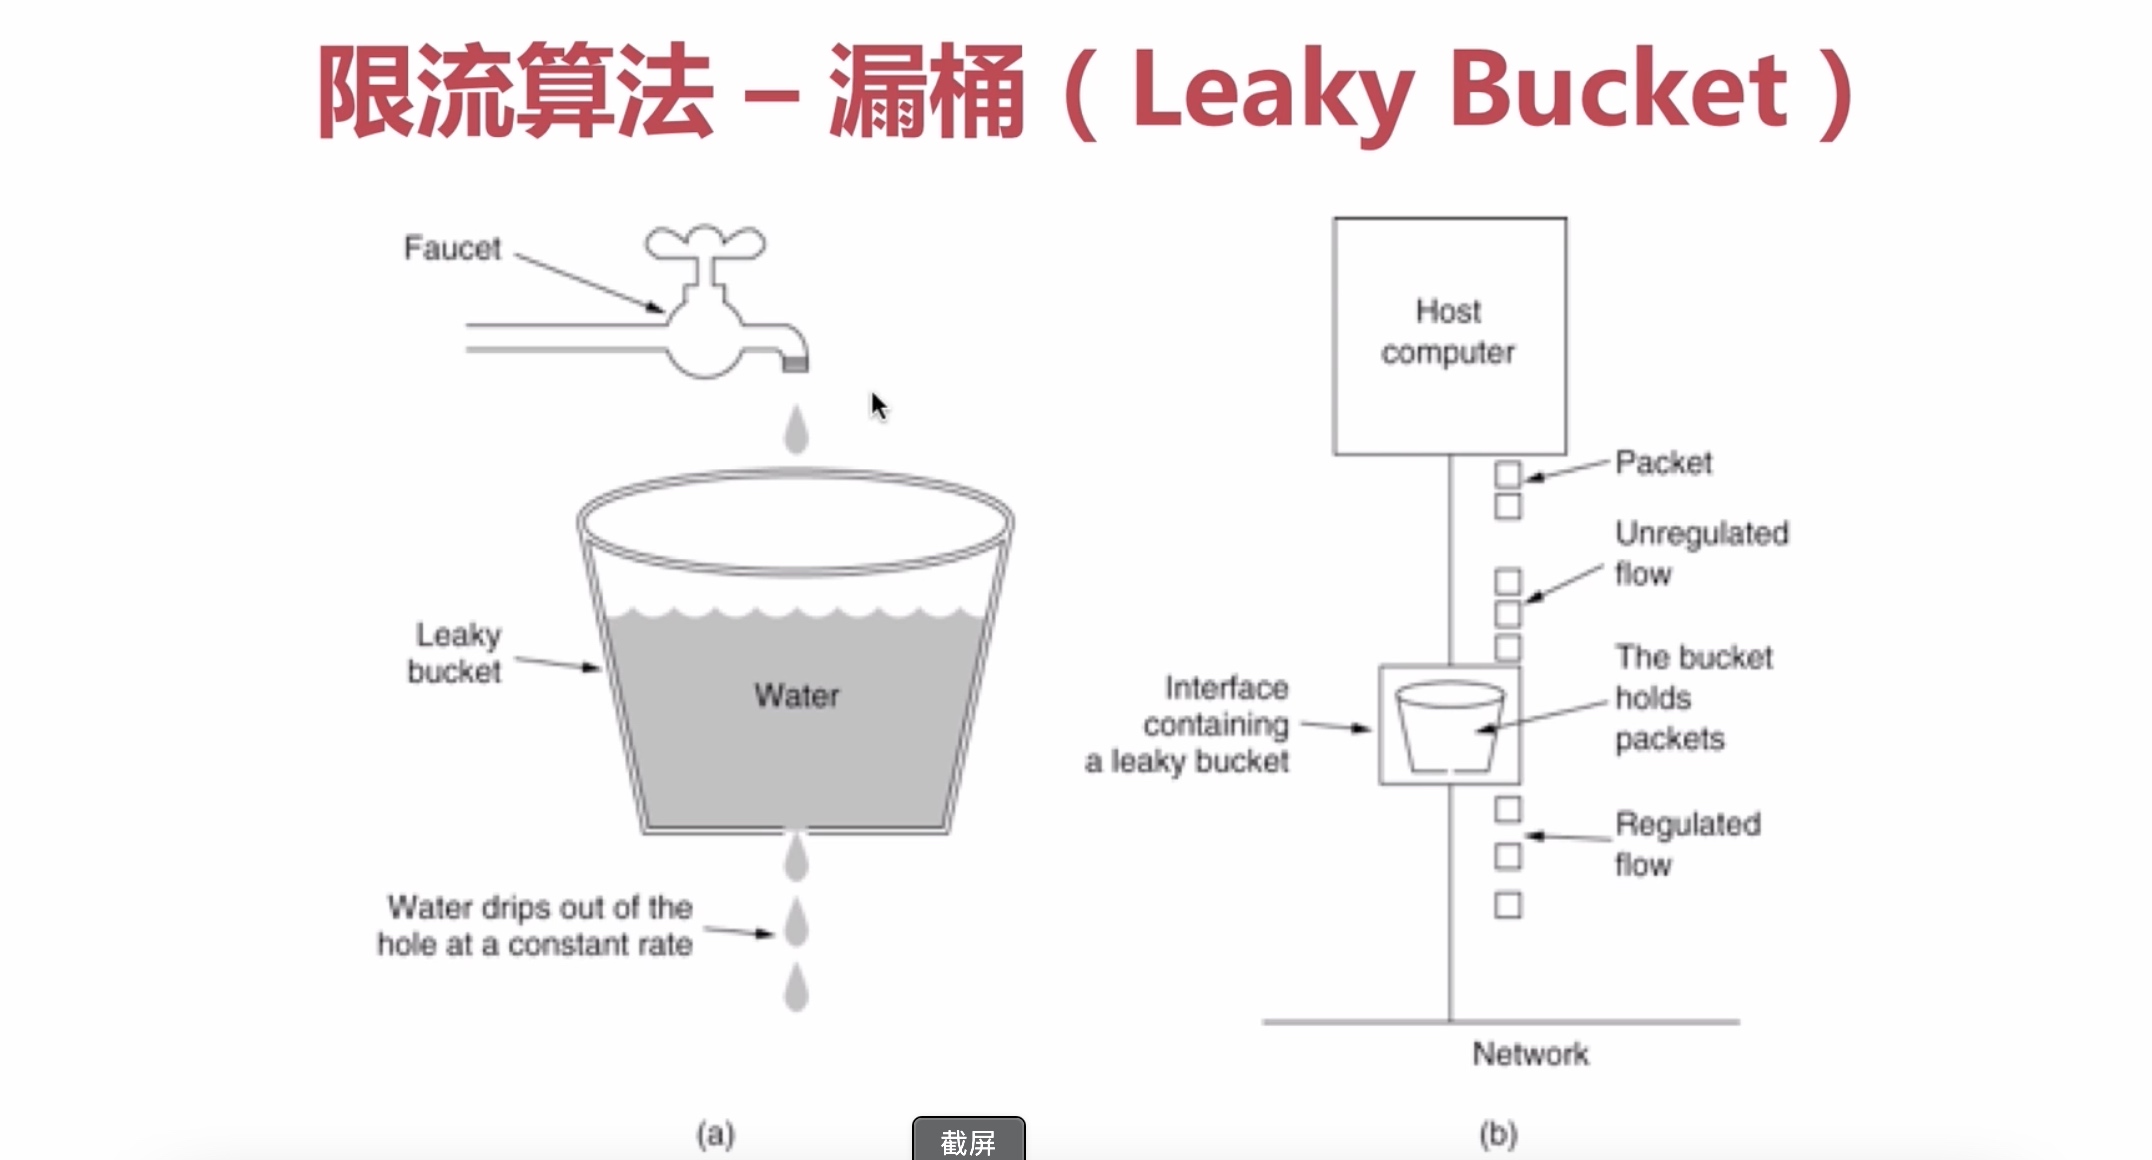 限流算法 – 漏桶（Leaky Bucket）
Faucet
Leaky
bucket
Water
Water drips out of the
hole at a constant rate
(a)
Host
computer
Packet
Unregulated
flow
The bucket
holds
packets
Interface
containing
a leaky bucket
Regulated
flow
Network
(b)
截屏